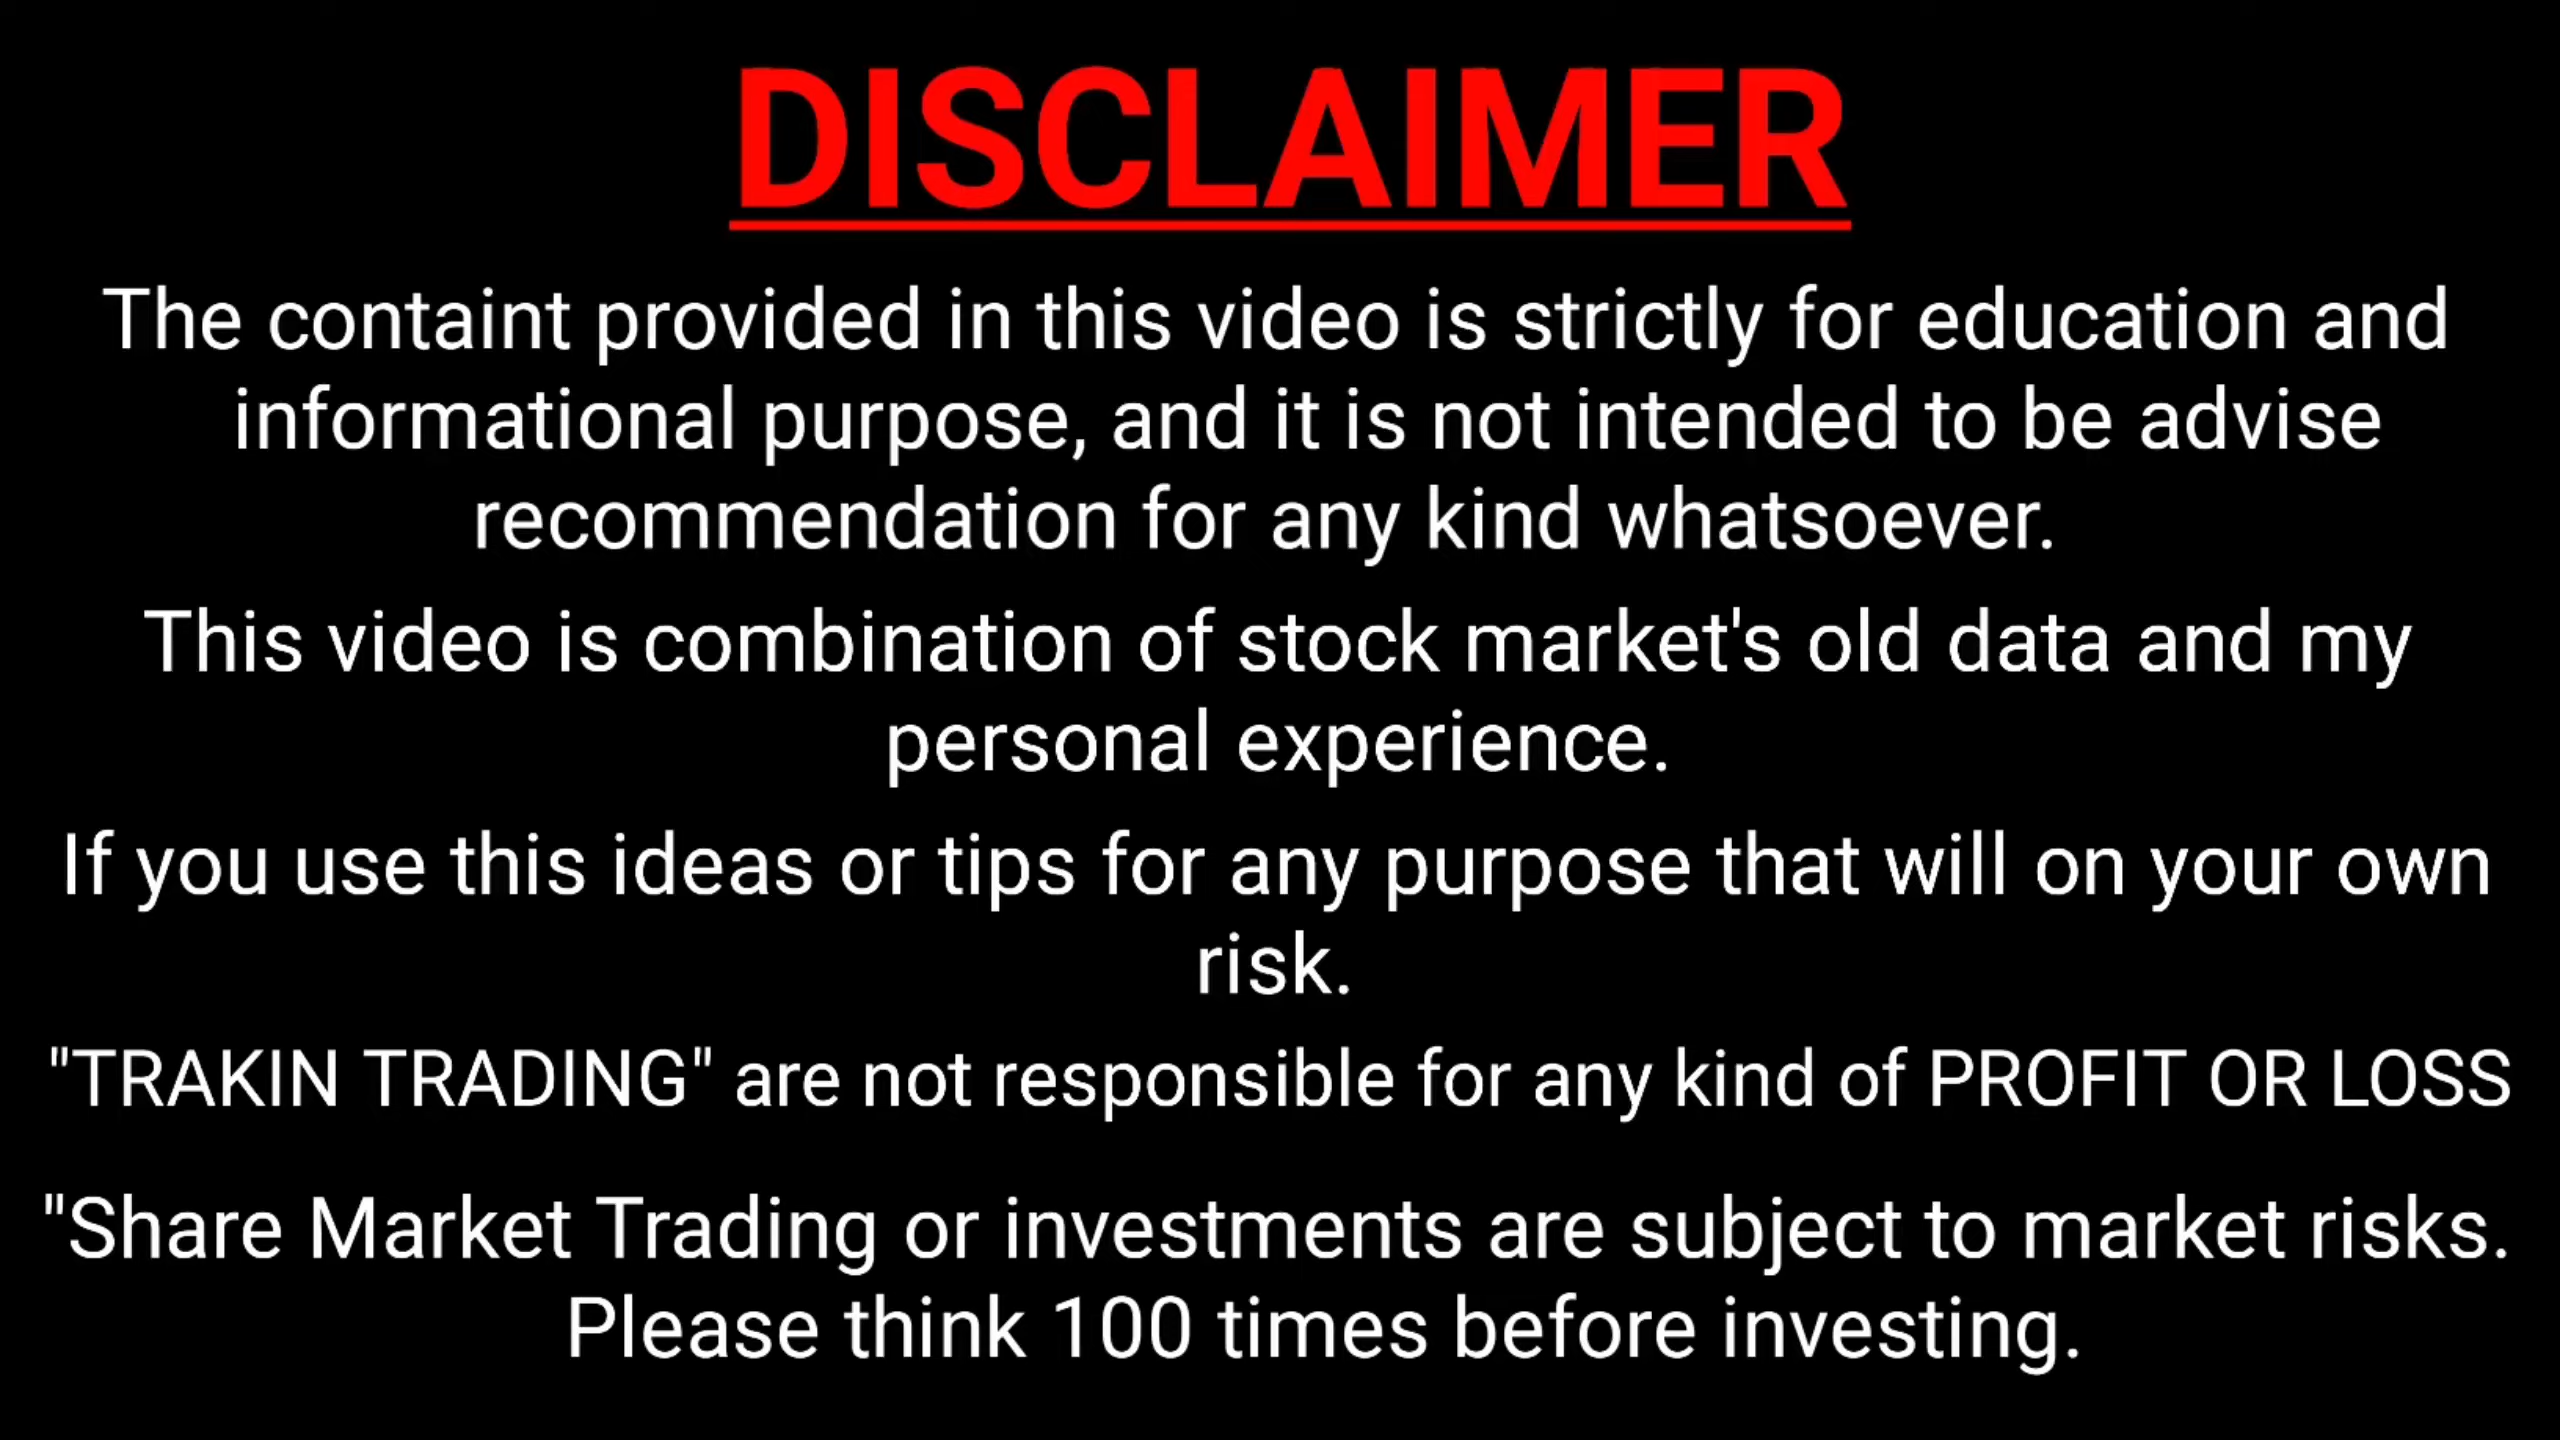 DISCLAIMER
The containt provided in this video is strictly for education and
informational purpose, and it is not intended to be advise
recommendation for any kind whatsoever.
This video is combination of stock market's old data and my
personal experience.
If you use this ideas or tips for any purpose that will on your own
risk.
"TRAKIN TRADING" are not responsible for any kind of PROFIT OR LOSS
"Share Market Trading or investments are subject to market risks.
Please think 100 times before investing.